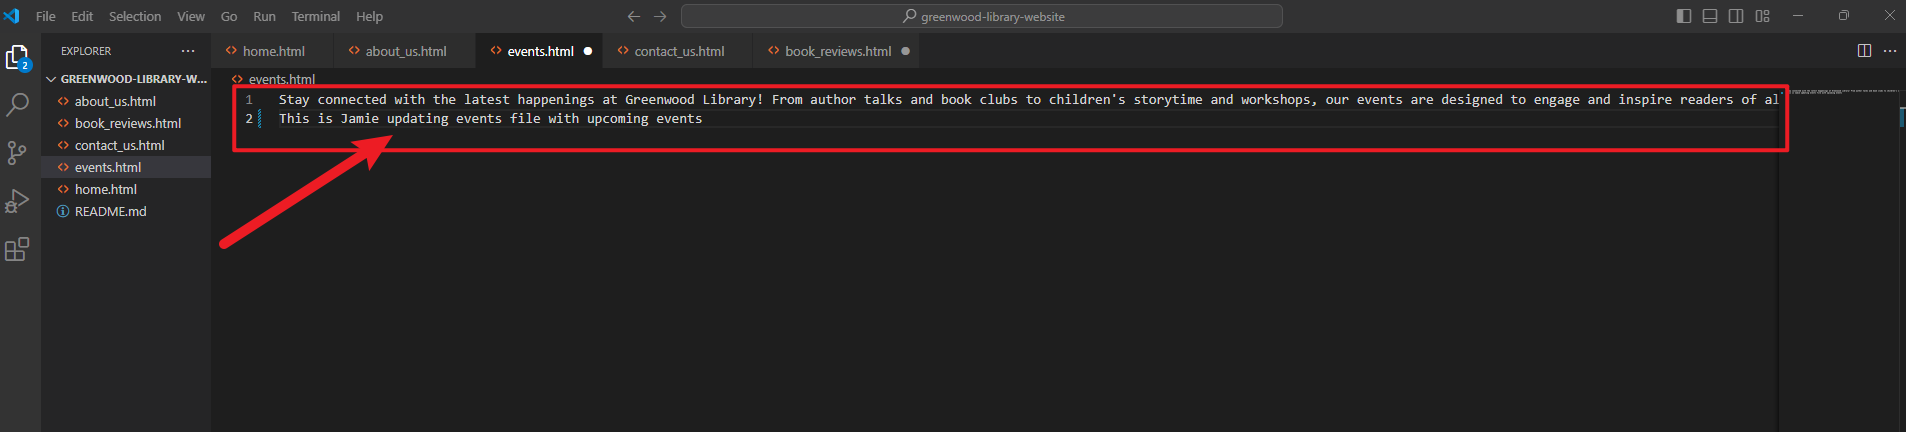 File Edit Selection View Go Run Terminal Help
greenwood-library-website
EXPLORER
home.html
about_us.html
events.html
contact_us.html
book_reviews.html
2
GREENWOOD-LIBRARY-W...
about_us.html
book_reviews.html
contact_us.html
events.html
home.html
README.md
events.html
1 Stay connected with the latest happenings at Greenwood Library! From author talks and book clubs to children's storytime and workshops, our events are designed to engage and inspire readers of al
2 This is Jamie updating events file with upcoming events